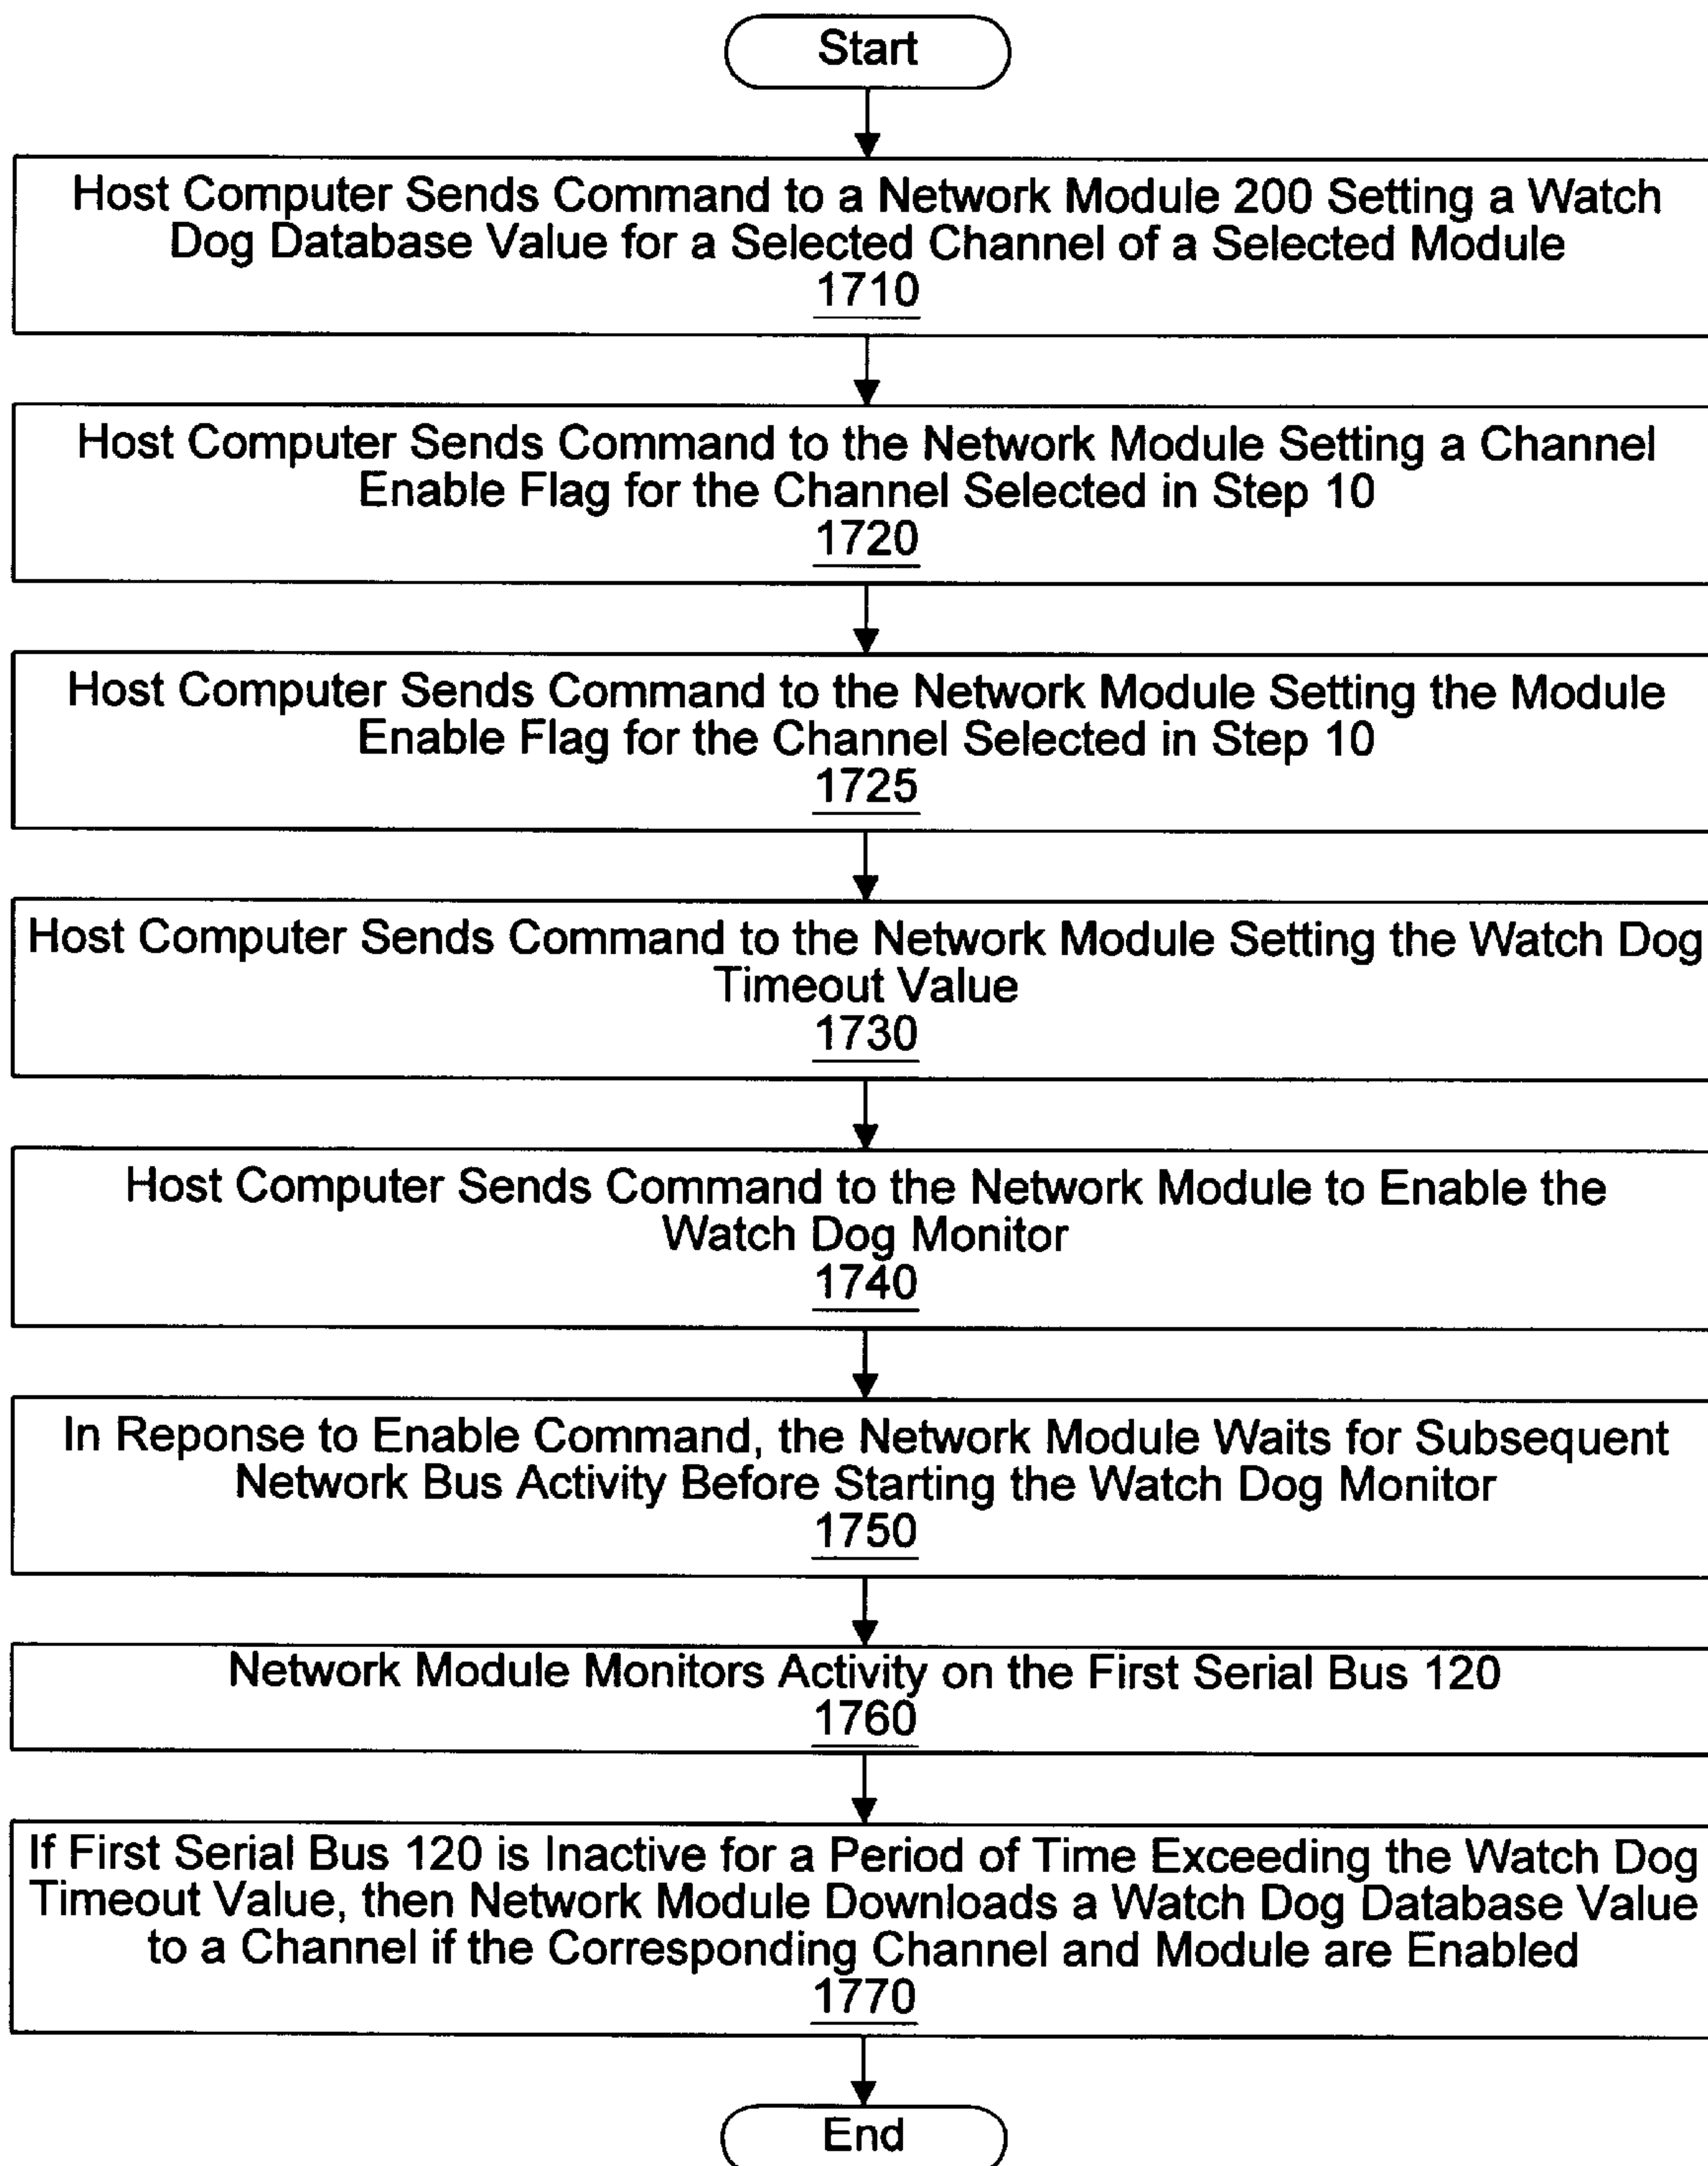 Start
Host Computer Sends Command to a Network Module 200 Setting a Watch
Dog Database Value for a Selected Channel of a Selected Module
1710
Host Computer Sends Command to the Network Module Setting a Channel
Enable Flag for the Channel Selected in Step 10
1720
Host Computer Sends Command to the Network Module Setting the Module
Enable Flag for the Channel Selected in Step 10
1725
Host Computer Sends Command to the Network Module Setting the Watch Dog
Timeout Value
1730
Host Computer Sends Command to the Network Module to Enable the
Watch Dog Monitor
1740
In Reponse to Enable Command, the Network Module Waits for Subsequent
Network Bus Activity Before Starting the Watch Dog Monitor
1750
Network Module Monitors Activity on the First Serial Bus 120
1760
If First Serial Bus 120 is Inactive for a Period of Time Exceeding the Watch Dog
Timeout Value, then Network Module Downloads a Watch Dog Database Value
to a Channel if the Corresponding Channel and Module are Enabled
1770
End